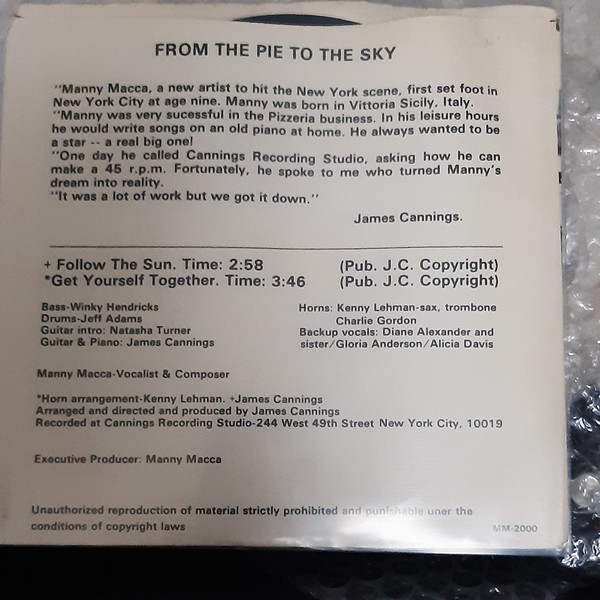 FROM THE PIE TO THE SKY
"Manny Macca, a new artist to hit the New York scene, first set foot in
New York City at age nine. Manny was born in Vittoria Sicily, Italy.
"Manny was very sucessful in the Pizzeria business. In his leisure hours
he would write songs on an old piano at home. He always wanted to be
a star -- a real big one!
"One day he called Cannings Recording Studio, asking how he can
make a 45 r.p.m. Fortunately, he spoke to me who turned Manny's
dream into reality.
"It was a lot of work but we got it down."
James Cannings.
+ Follow The Sun. Time: 2:58 (Pub. J.C. Copyright)
*Get Yourself Together. Time: 3:46 (Pub. J.C. Copyright)
Bass-Winky Hendricks
Drums-Jeff Adams
Guitar intro: Natasha Turner
Guitar & Piano: James Cannings
Horns: Kenny Lehman-sax, trombone
Charlie Gordon
Backup vocals: Diane Alexander and
sister/Gloria Anderson/Alicia Davis
Manny Macca-Vocalist & Composer
*Horn arrangement-Kenny Lehman. +James Cannings
Arranged and directed and produced by James Cannings
Recorded at Cannings Recording Studio-244 West 49th Street New York City, 10019
Executive Producer: Manny Macca
Unauthorized reproduction of material strictly prohibited and punishable uner the
conditions of copyright laws
MM-2000